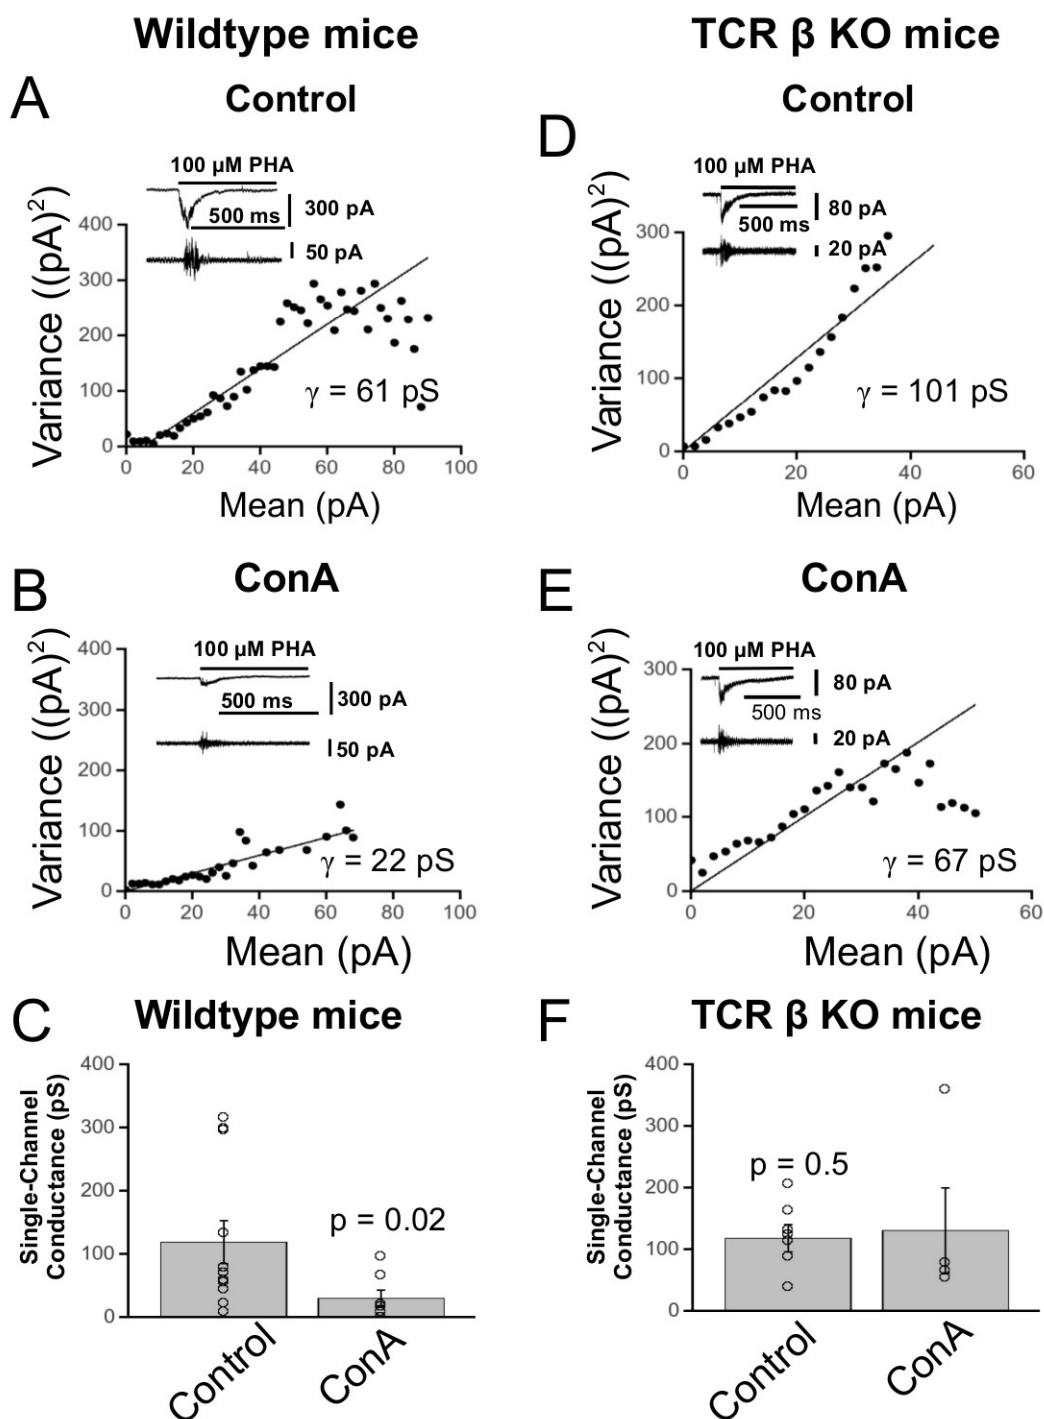 Wildtype mice
TCR β KO mice
A
Control
100 μM PHA
500 ms
300 pA
50 pA
Variance ((pA)²)
400
300
200
100
0
γ = 61 pS
0 20 40 60 80 100
Mean (pA)
D
Control
100 μM PHA
500 ms
80 pA
20 pA
Variance ((pA)²)
300
200
100
0
γ = 101 pS
0 20 40 60
Mean (pA)
B
ConA
100 μM PHA
500 ms
300 pA
50 pA
Variance ((pA)²)
400
300
200
100
0
γ = 22 pS
0 20 40 60 80 100
Mean (pA)
E
ConA
100 μM PHA
500 ms
80 pA
20 pA
Variance ((pA)²)
300
200
100
0
γ = 67 pS
0 20 40 60
Mean (pA)
C
Wildtype mice
Single-Channel
Conductance (pS)
400
300
200
100
0
p = 0.02
Control
ConA
F
TCR β KO mice
Single-Channel
Conductance (pS)
400
300
200
100
0
p = 0.5
Control
ConA